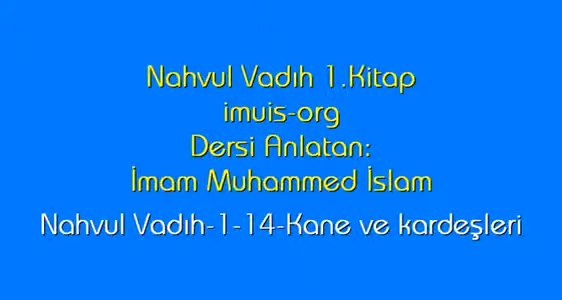 Nahvul Vadıh 1.Kitap
imuis-org
Dersi Anlatan:
İmam Muhammed İslam
Nahvul Vadıh-1-14-Kane ve kardeşleri